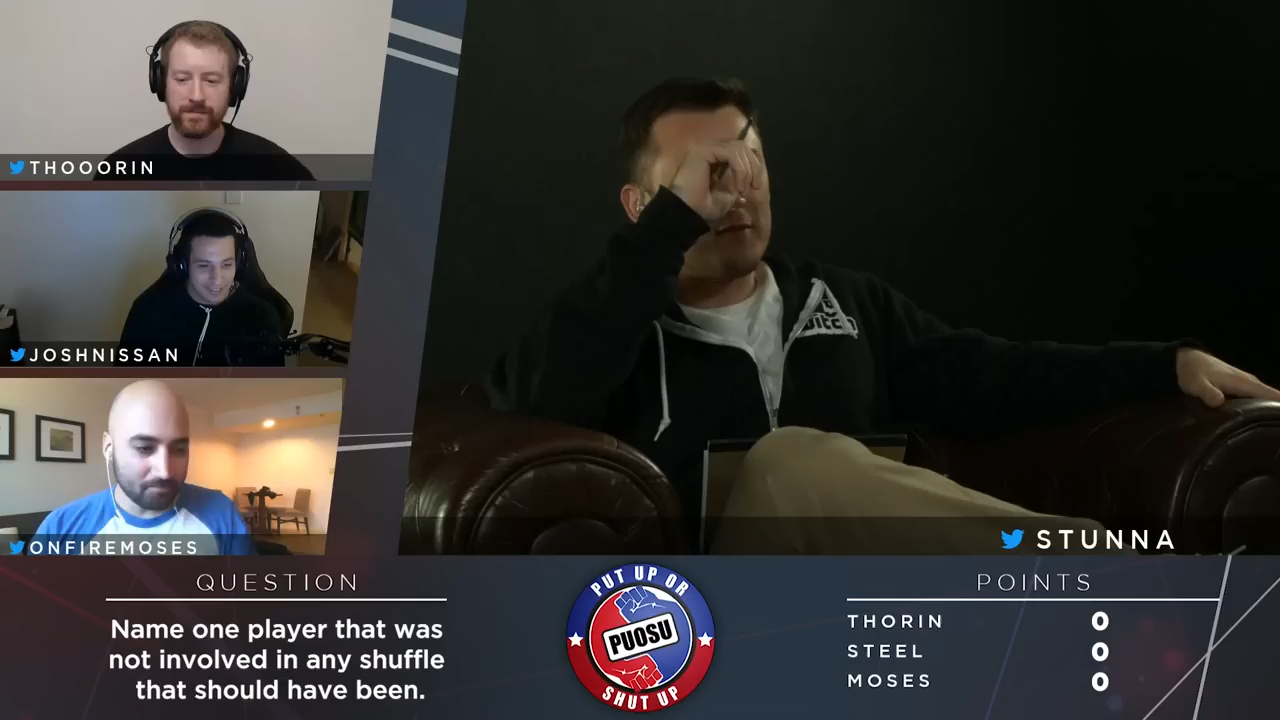 THOOORIN
JOSHNISSAN
ONFIREMOSES
STUNNA
QUESTION
Name one player that was
not involved in any shuffle
that should have been.
PUT UP OR
PUOSU
SHUT UP
POINTS
THORIN 0
STEEL 0
MOSES 0